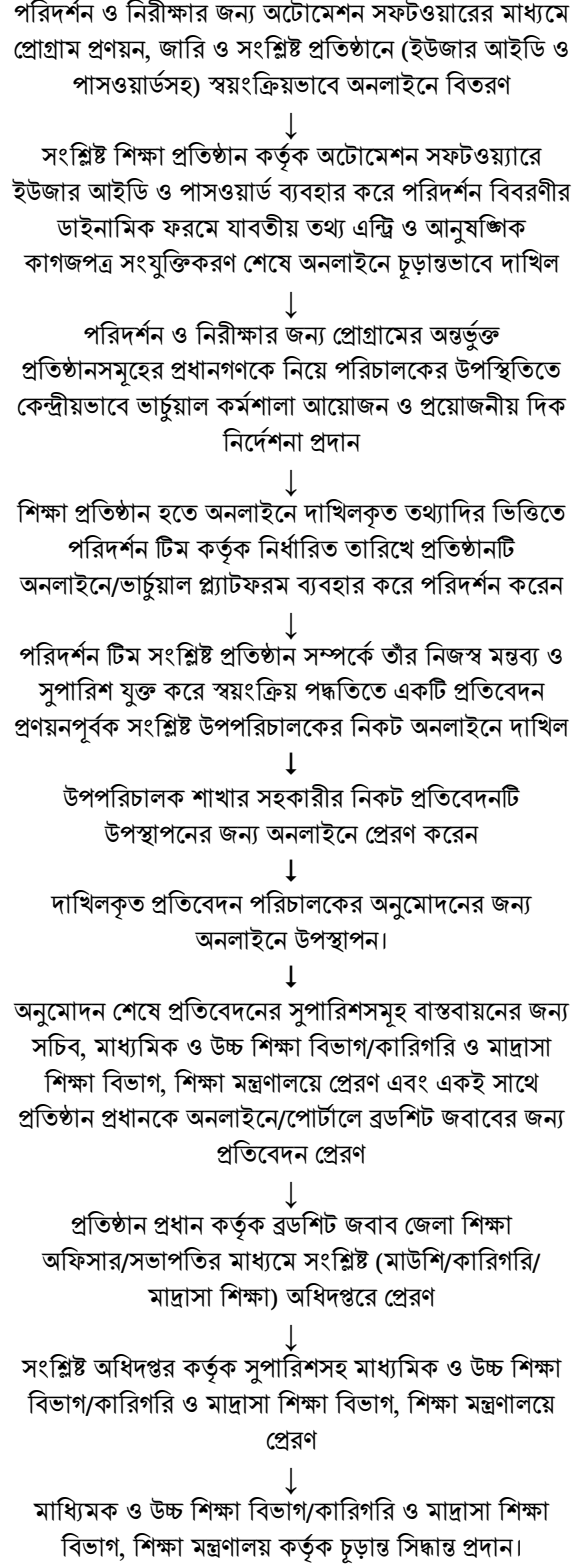 পরিদর্শন ও নিরীক্ষার জন্য অটোমেশন সফটওয়ারের মাধ্যমে
প্রোগ্রাম প্রণয়ন, জারি ও সংশ্লিষ্ট প্রতিষ্ঠানে (ইউজার আইডি ও
পাসওয়ার্ডসহ) স্বয়ংক্রিয়ভাবে অনলাইনে বিতরণ
↓
সংশ্লিষ্ট শিক্ষা প্রতিষ্ঠান কর্তৃক অটোমেশন সফটওয়্যারে
ইউজার আইডি ও পাসওয়ার্ড ব্যবহার করে পরিদর্শন বিবরণীর
ডাইনামিক ফরমে যাবতীয় তথ্য এন্ট্রি ও আনুষঙ্গিক
কাগজপত্র সংযুক্তিকরণ শেষে অনলাইনে চূড়ান্তভাবে দাখিল
↓
পরিদর্শন ও নিরীক্ষার জন্য প্রোগ্রামের অন্তর্ভুক্ত
প্রতিষ্ঠানসমূহের প্রধানগণকে নিয়ে পরিচালকের উপস্থিতিতে
কেন্দ্রীয়ভাবে ভার্চুয়াল কর্মশালা আয়োজন ও প্রয়োজনীয় দিক
নির্দেশনা প্রদান
↓
শিক্ষা প্রতিষ্ঠান হতে অনলাইনে দাখিলকৃত তথ্যাদির ভিত্তিতে
পরিদর্শন টিম কর্তৃক নির্ধারিত তারিখে প্রতিষ্ঠানটি
অনলাইনে/ভার্চুয়াল প্ল্যাটফরম ব্যবহার করে পরিদর্শন করেন
↓
পরিদর্শন টিম সংশ্লিষ্ট প্রতিষ্ঠান সম্পর্কে তাঁর নিজস্ব মন্তব্য ও
সুপারিশ যুক্ত করে স্বয়ংক্রিয় পদ্ধতিতে একটি প্রতিবেদন
প্রণয়নপূর্বক সংশ্লিষ্ট উপপরিচালকের নিকট অনলাইনে দাখিল
↓
উপপরিচালক শাখার সহকারীর নিকট প্রতিবেদনটি
উপস্থাপনের জন্য অনলাইনে প্রেরণ করেন
↓
দাখিলকৃত প্রতিবেদন পরিচালকের অনুমোদনের জন্য
অনলাইনে উপস্থাপন।
↓
অনুমোদন শেষে প্রতিবেদনের সুপারিশসমূহ বাস্তবায়নের জন্য
সচিব, মাধ্যমিক ও উচ্চ শিক্ষা বিভাগ/কারিগরি ও মাদ্রাসা
শিক্ষা বিভাগ, শিক্ষা মন্ত্রণালয়ে প্রেরণ এবং একই সাথে
প্রতিষ্ঠান প্রধানকে অনলাইনে/পোর্টালে ব্রডশিট জবাবের জন্য
প্রতিবেদন প্রেরণ
↓
প্রতিষ্ঠান প্রধান কর্তৃক ব্রডশিট জবাব জেলা শিক্ষা
অফিসার/সভাপতির মাধ্যমে সংশ্লিষ্ট (মাউশি/কারিগরি/
মাদ্রাসা শিক্ষা) অধিদপ্তরে প্রেরণ
↓
সংশ্লিষ্ট অধিদপ্তর কর্তৃক সুপারিশসহ মাধ্যমিক ও উচ্চ শিক্ষা
বিভাগ/কারিগরি ও মাদ্রাসা শিক্ষা বিভাগ, শিক্ষা মন্ত্রণালয়ে
প্রেরণ
↓
মাধ্যিমক ও উচ্চ শিক্ষা বিভাগ/কারিগরি ও মাদ্রাসা শিক্ষা
বিভাগ, শিক্ষা মন্ত্রণালয় কর্তৃক চূড়ান্ত সিদ্ধান্ত প্রদান।